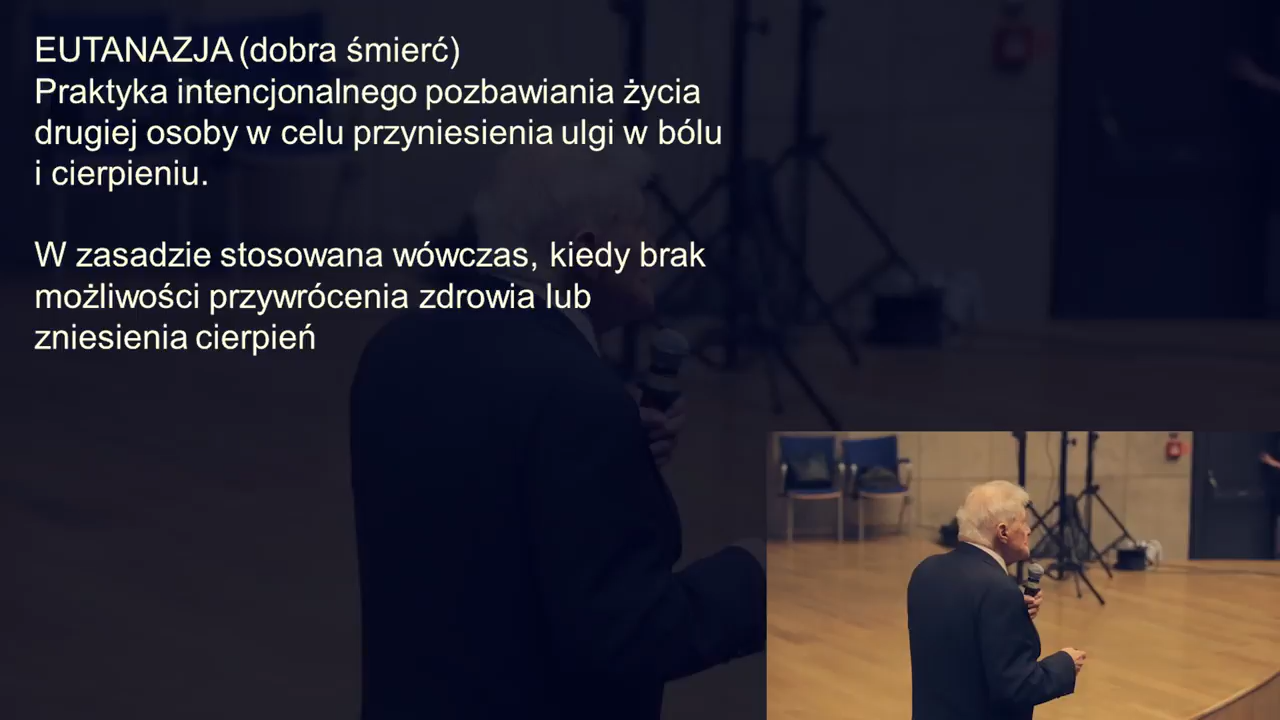 EUTANAZJA (dobra śmierć)
Praktyka intencjonalnego pozbawiania życia
drugiej osoby w celu przyniesienia ulgi w bólu
i cierpieniu.
W zasadzie stosowana wówczas, kiedy brak
możliwości przywrócenia zdrowia lub
zniesienia cierpień